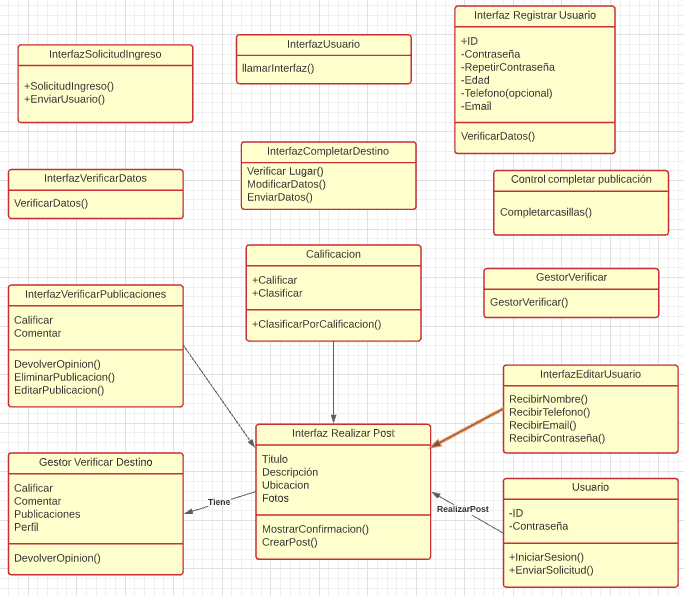 InterfazSolicitudIngreso
+SolicitudIngreso()
+EnviarUsuario()
InterfazUsuario
llamarInterfaz()
Interfaz Registrar Usuario
+ID
-Contraseña
-RepetirContraseña
-Edad
-Telefono(opcional)
-Email
VerificarDatos()
InterfazVerificarDatos
VerificarDatos()
InterfazCompletarDestino
Verificar Lugar()
ModificarDatos()
EnviarDatos()
Control completar publicación
Completarcasillas()
Calificacion
+Calificar
+Clasificar
+ClasificarPorCalificacion()
GestorVerificar
GestorVerificar()
InterfazVerificarPublicaciones
Calificar
Comentar
DevolverOpinion()
EliminarPublicacion()
EditarPublicacion()
InterfazEditarUsuario
RecibirNombre()
RecibirTelefono()
RecibirEmail()
RecibirContraseña()
Interfaz Realizar Post
Titulo
Descripción
Ubicacion
Fotos
MostrarConfirmacion()
CrearPost()
Gestor Verificar Destino
Calificar
Comentar
Publicaciones
Perfil
DevolverOpinion()
Tiene
RealizarPost
Usuario
-ID
-Contraseña
+IniciarSesion()
+EnviarSolicitud()